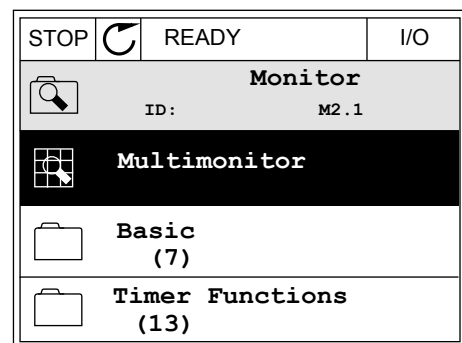 STOP READY I/O
Monitor
ID: M2.1
Multimonitor
Basic
(7)
Timer Functions
(13)